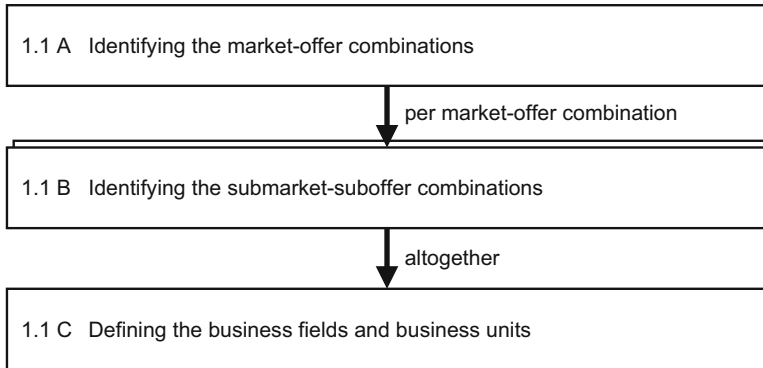 1.1 A Identifying the market-offer combinations
per market-offer combination
1.1 B Identifying the submarket-suboffer combinations
altogether
1.1 C Defining the business fields and business units